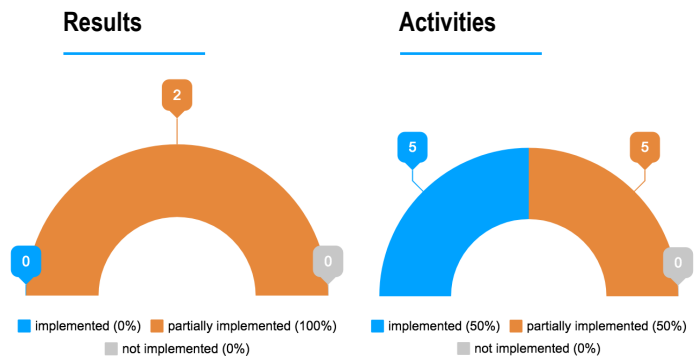 Results
2
0
0
implemented (0%) partially implemented (100%)
not implemented (0%)
Activities
5
5
0
implemented (50%) partially implemented (50%)
not implemented (0%)